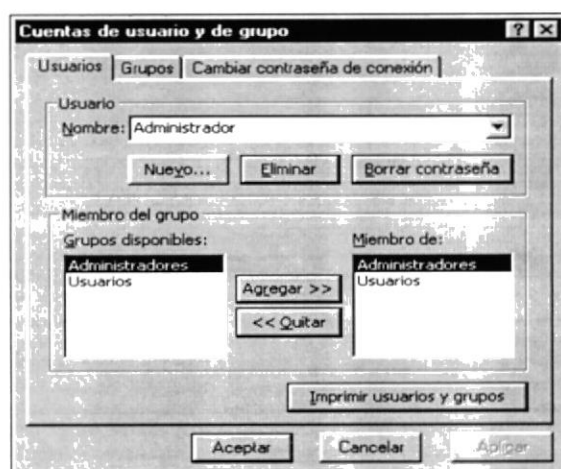 Cuentas de usuario y de grupo
Usuarios Grupos Cambiar contraseña de conexión
Usuario
Nombre: Administrador
Nuevo... Eliminar Borrar contraseña
Miembro del grupo
Grupos disponibles: Miembro de:
Administradores Administradores
Usuarios Agregar >> Usuarios
<< Quitar
Imprimir usuarios y grupos
Aceptar Cancelar Aplicar